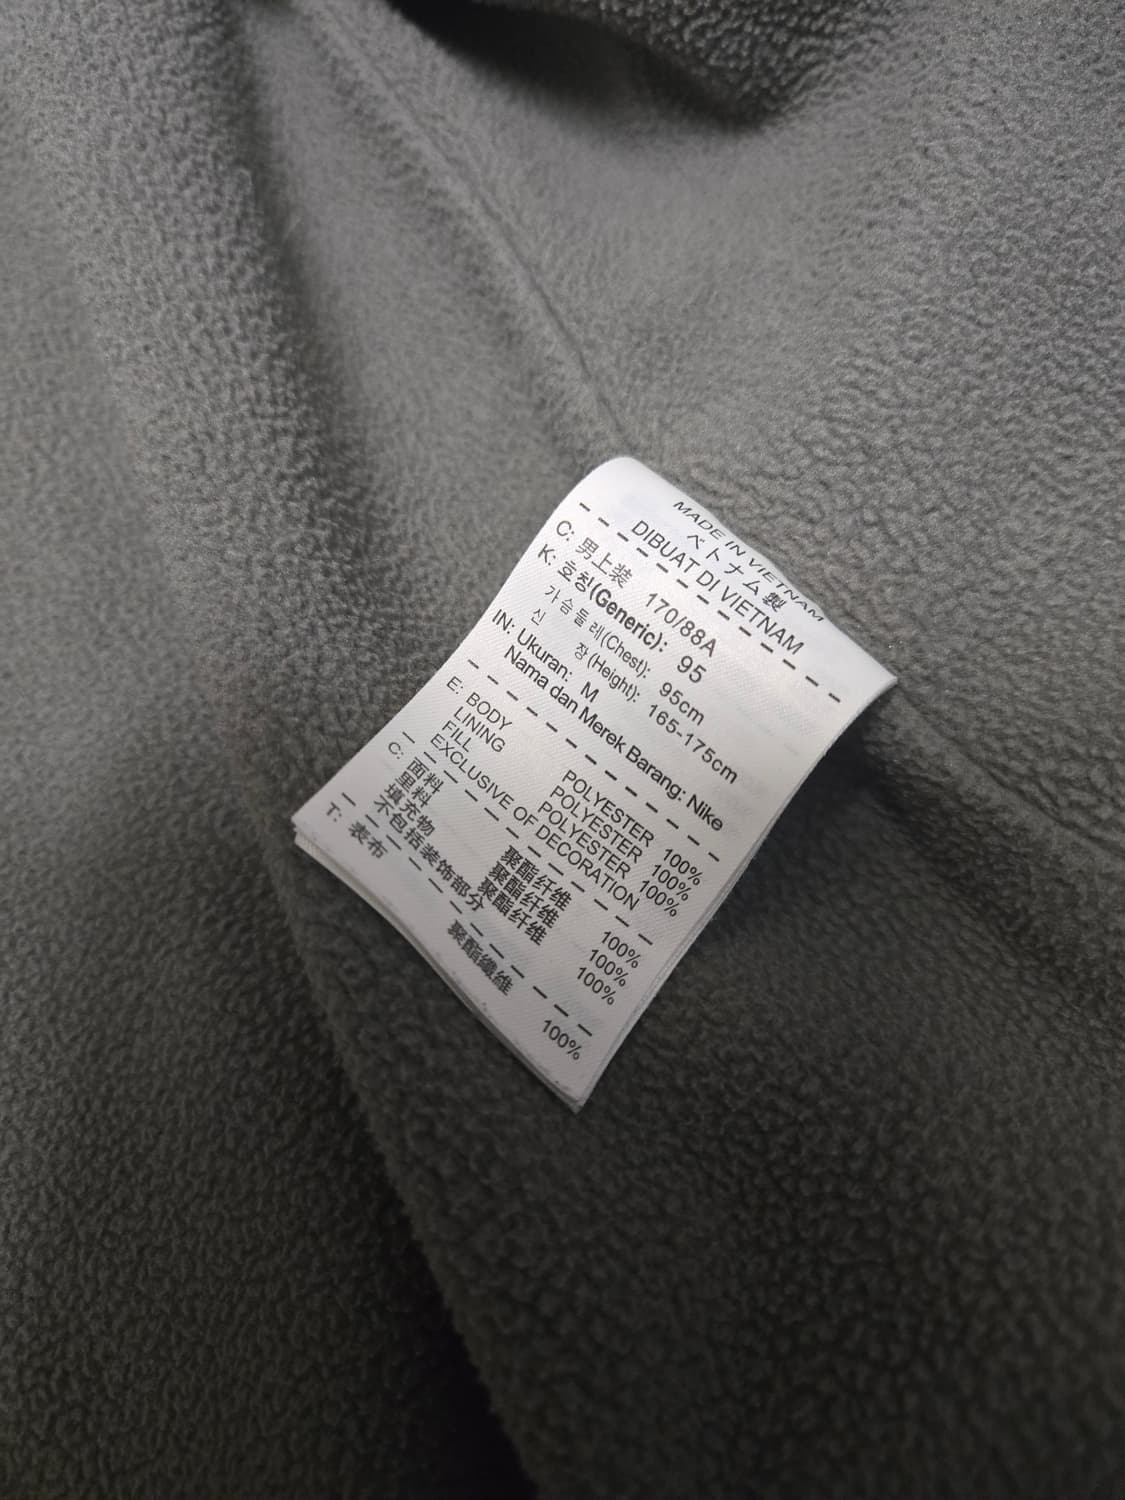 MADE IN VIETNAM
ベトナム製
DIBUAT DI VIETNAM
C: 男上装 170/88A
K: 호칭(Generic): 95
가슴둘레(Chest): 95cm
신 장(Height): 165-175cm
IN: Ukuran: M
Nama dan Merek Barang: Nike
E: BODY POLYESTER 100%
LINING POLYESTER 100%
FILL POLYESTER 100%
EXCLUSIVE OF DECORATION
C: 面料 聚酯纤维 100%
里料 聚酯纤维 100%
填充物 聚酯纤维 100%
不包括装饰部分
T: 表布 聚酯纖維 100%